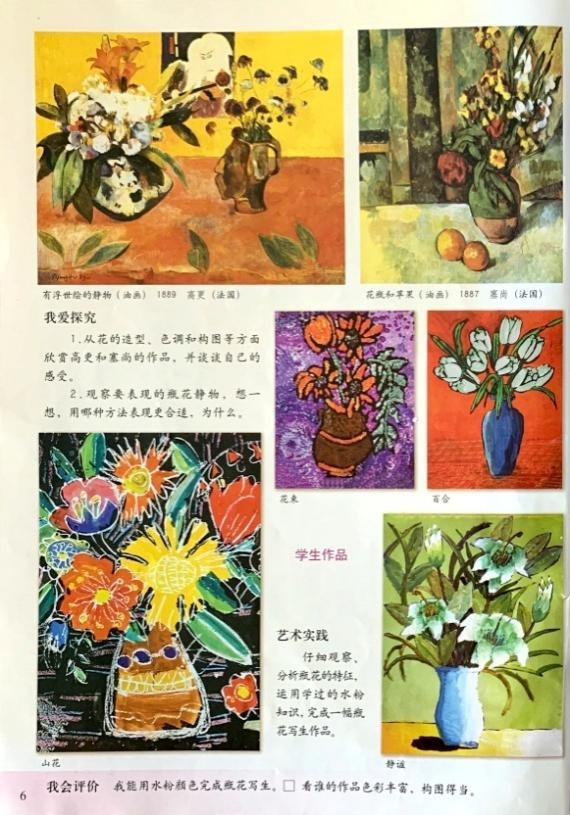 有浮世绘的静物（油画） 1889 高更（法国）
花瓶和苹果（油画） 1887 塞尚（法国）
我爱探究
1.从花的造型、色调和构图等方面
欣赏高更和塞尚的作品，并谈谈自己的
感受。
2.观察要表现的瓶花静物，想一
想，用哪种方法表现更合适，为什么。
花束
百合
学生作品
艺术实践
仔细观察、
分析瓶花的特征，
运用学过的水粉
知识，完成一幅瓶
花写生作品。
山花
静谧
我会评价 我能用水粉颜色完成瓶花写生。□ 看谁的作品色彩丰富、构图得当。
6